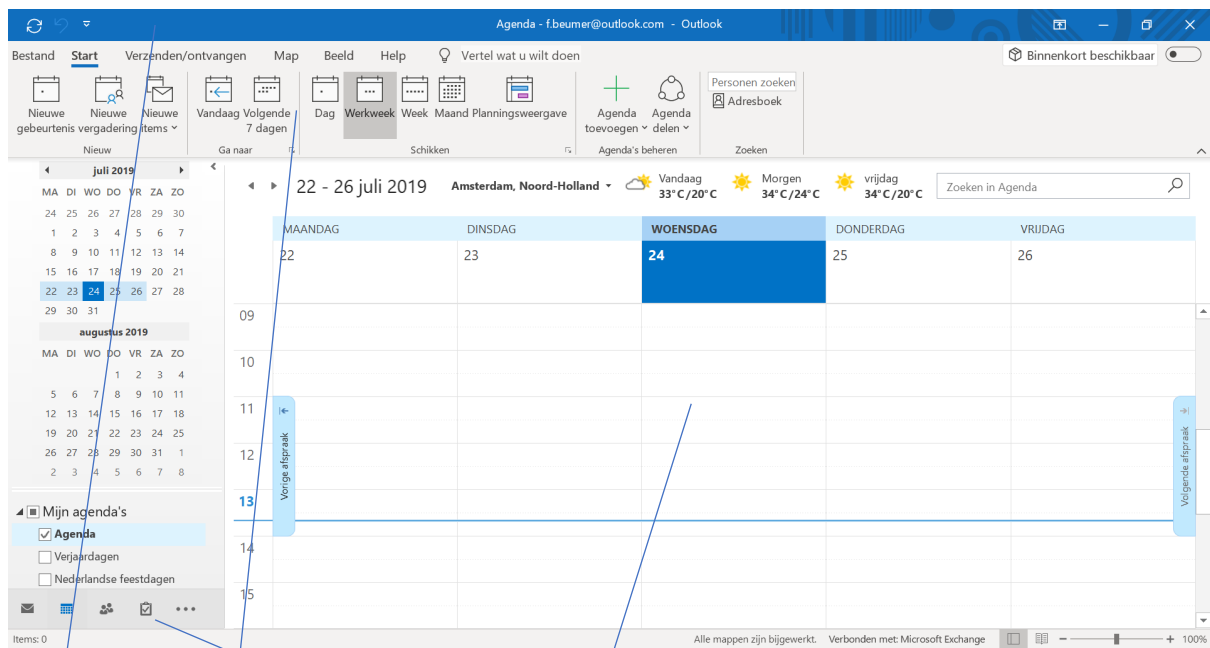 Agenda - f.beumer@outlook.com - Outlook
Bestand Start Verzenden/ontvangen Map Beeld Help Vertel wat u wilt doen Binnenkort beschikbaar
Nieuwe gebeurtenis
Nieuwe vergadering
Nieuwe items
Vandaag
Volgende 7 dagen
Dag Werkweek Week Maand Planningsweergave
Agenda toevoegen
Agenda delen
Personen zoeken
Adresboek
Nieuw Ga naar Schikken Agenda's beheren Zoeken
juli 2019
MA DI WO DO VR ZA ZO
24 25 26 27 28 29 30
1 2 3 4 5 6 7
8 9 10 11 12 13 14
15 16 17 18 19 20 21
22 23 24 25 26 27 28
29 30 31
augustus 2019
MA DI WO DO VR ZA ZO
1 2 3 4
5 6 7 8 9 10 11
12 13 14 15 16 17 18
19 20 21 22 23 24 25
26 27 28 29 30 31 1
2 3 4 5 6 7 8
Mijn agenda's
Agenda
Verjaardagen
Nederlandse feestdagen
22 - 26 juli 2019
Amsterdam, Noord-Holland
Vandaag
33°C/20°C
Morgen
34°C/24°C
vrijdag
34°C/20°C
Zoeken in Agenda
MAANDAG DINSDAG WOENSDAG DONDERDAG VRIJDAG
22 23 24 25 26
09
10
11
12
13
14
15
Vorige afspraak
Volgende afspraak
Items: 0
Alle mappen zijn bijgewerkt. Verbonden met: Microsoft Exchange
100%